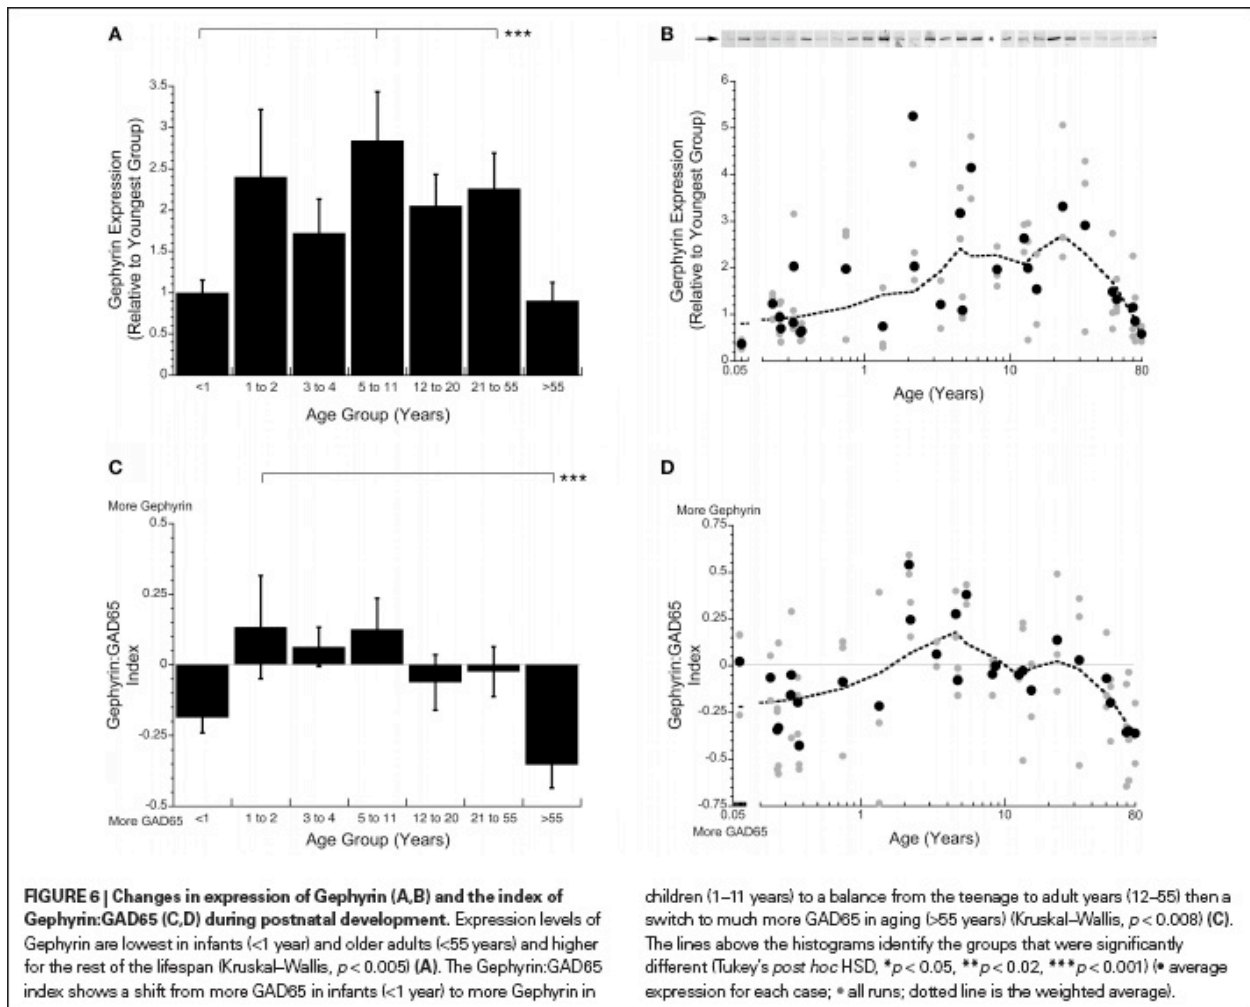 A
***
3.5
3
2.5
2
1.5
1
0.5
0
Gephyrin Expression
(Relative to Youngest Group)
<1 1 to 2 3 to 4 5 to 11 12 to 20 21 to 55 >55
Age Group (Years)
B
6
5
4
3
2
1
0
Gerphyrin Expression
(Relative to Youngest Group)
0.05 1 10 80
Age (Years)
C
***
More Gephyrin
0.5
0.25
0
-0.25
-0.5
Gephyrin:GAD65
Index
More GAD65 <1 1 to 2 3 to 4 5 to 11 12 to 20 21 to 55 >55
Age Group (Years)
D
More Gephyrin
0.75
0.5
0.25
0
-0.25
-0.5
-0.75
Gephyrin:GAD65
Index
0.05 1 10 80
More GAD65
Age (Years)
FIGURE 6 | Changes in expression of Gephyrin (A,B) and the index of
Gephyrin:GAD65 (C,D) during postnatal development. Expression levels of
Gephyrin are lowest in infants (<1 year) and older adults (<55 years) and higher
for the rest of the lifespan (Kruskal–Wallis, p < 0.005) (A). The Gephyrin:GAD65
index shows a shift from more GAD65 in infants (<1 year) to more Gephyrin in
children (1–11 years) to a balance from the teenage to adult years (12–55) then a
switch to much more GAD65 in aging (>55 years) (Kruskal–Wallis, p < 0.008) (C).
The lines above the histograms identify the groups that were significantly
different (Tukey's post hoc HSD, *p < 0.05, **p < 0.02, ***p < 0.001) (● average
expression for each case; ● all runs; dotted line is the weighted average).